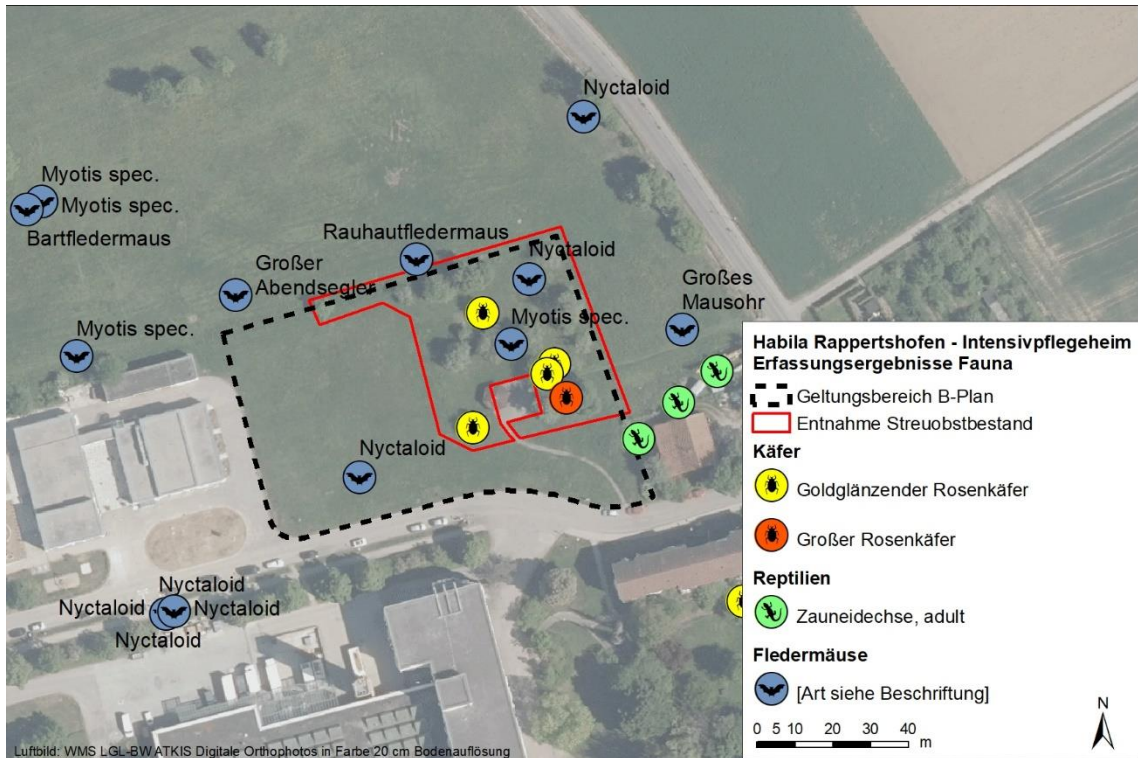 Nyctaloid
Myotis spec.
Myotis spec.
Bartfledermaus
Rauhautfledermaus
Nyctaloid
Großer
Abendsegler
Großes
Mausohr
Myotis spec.
Myotis spec.
Nyctaloid
Nyctaloid
Nyctaloid
Nyctaloid
Nyctaloid
Habila Rappertshofen - Intensivpflegeheim
Erfassungsergebnisse Fauna
Geltungsbereich B-Plan
Entnahme Streuobstbestand
Käfer
Goldglänzender Rosenkäfer
Großer Rosenkäfer
Reptilien
Zauneidechse, adult
Fledermäuse
[Art siehe Beschriftung]
N
0 5 10 20 30 40
m
Luftbild: WMS LGL-BW ATKIS Digitale Orthophotos in Farbe 20 cm Bodenauflösung